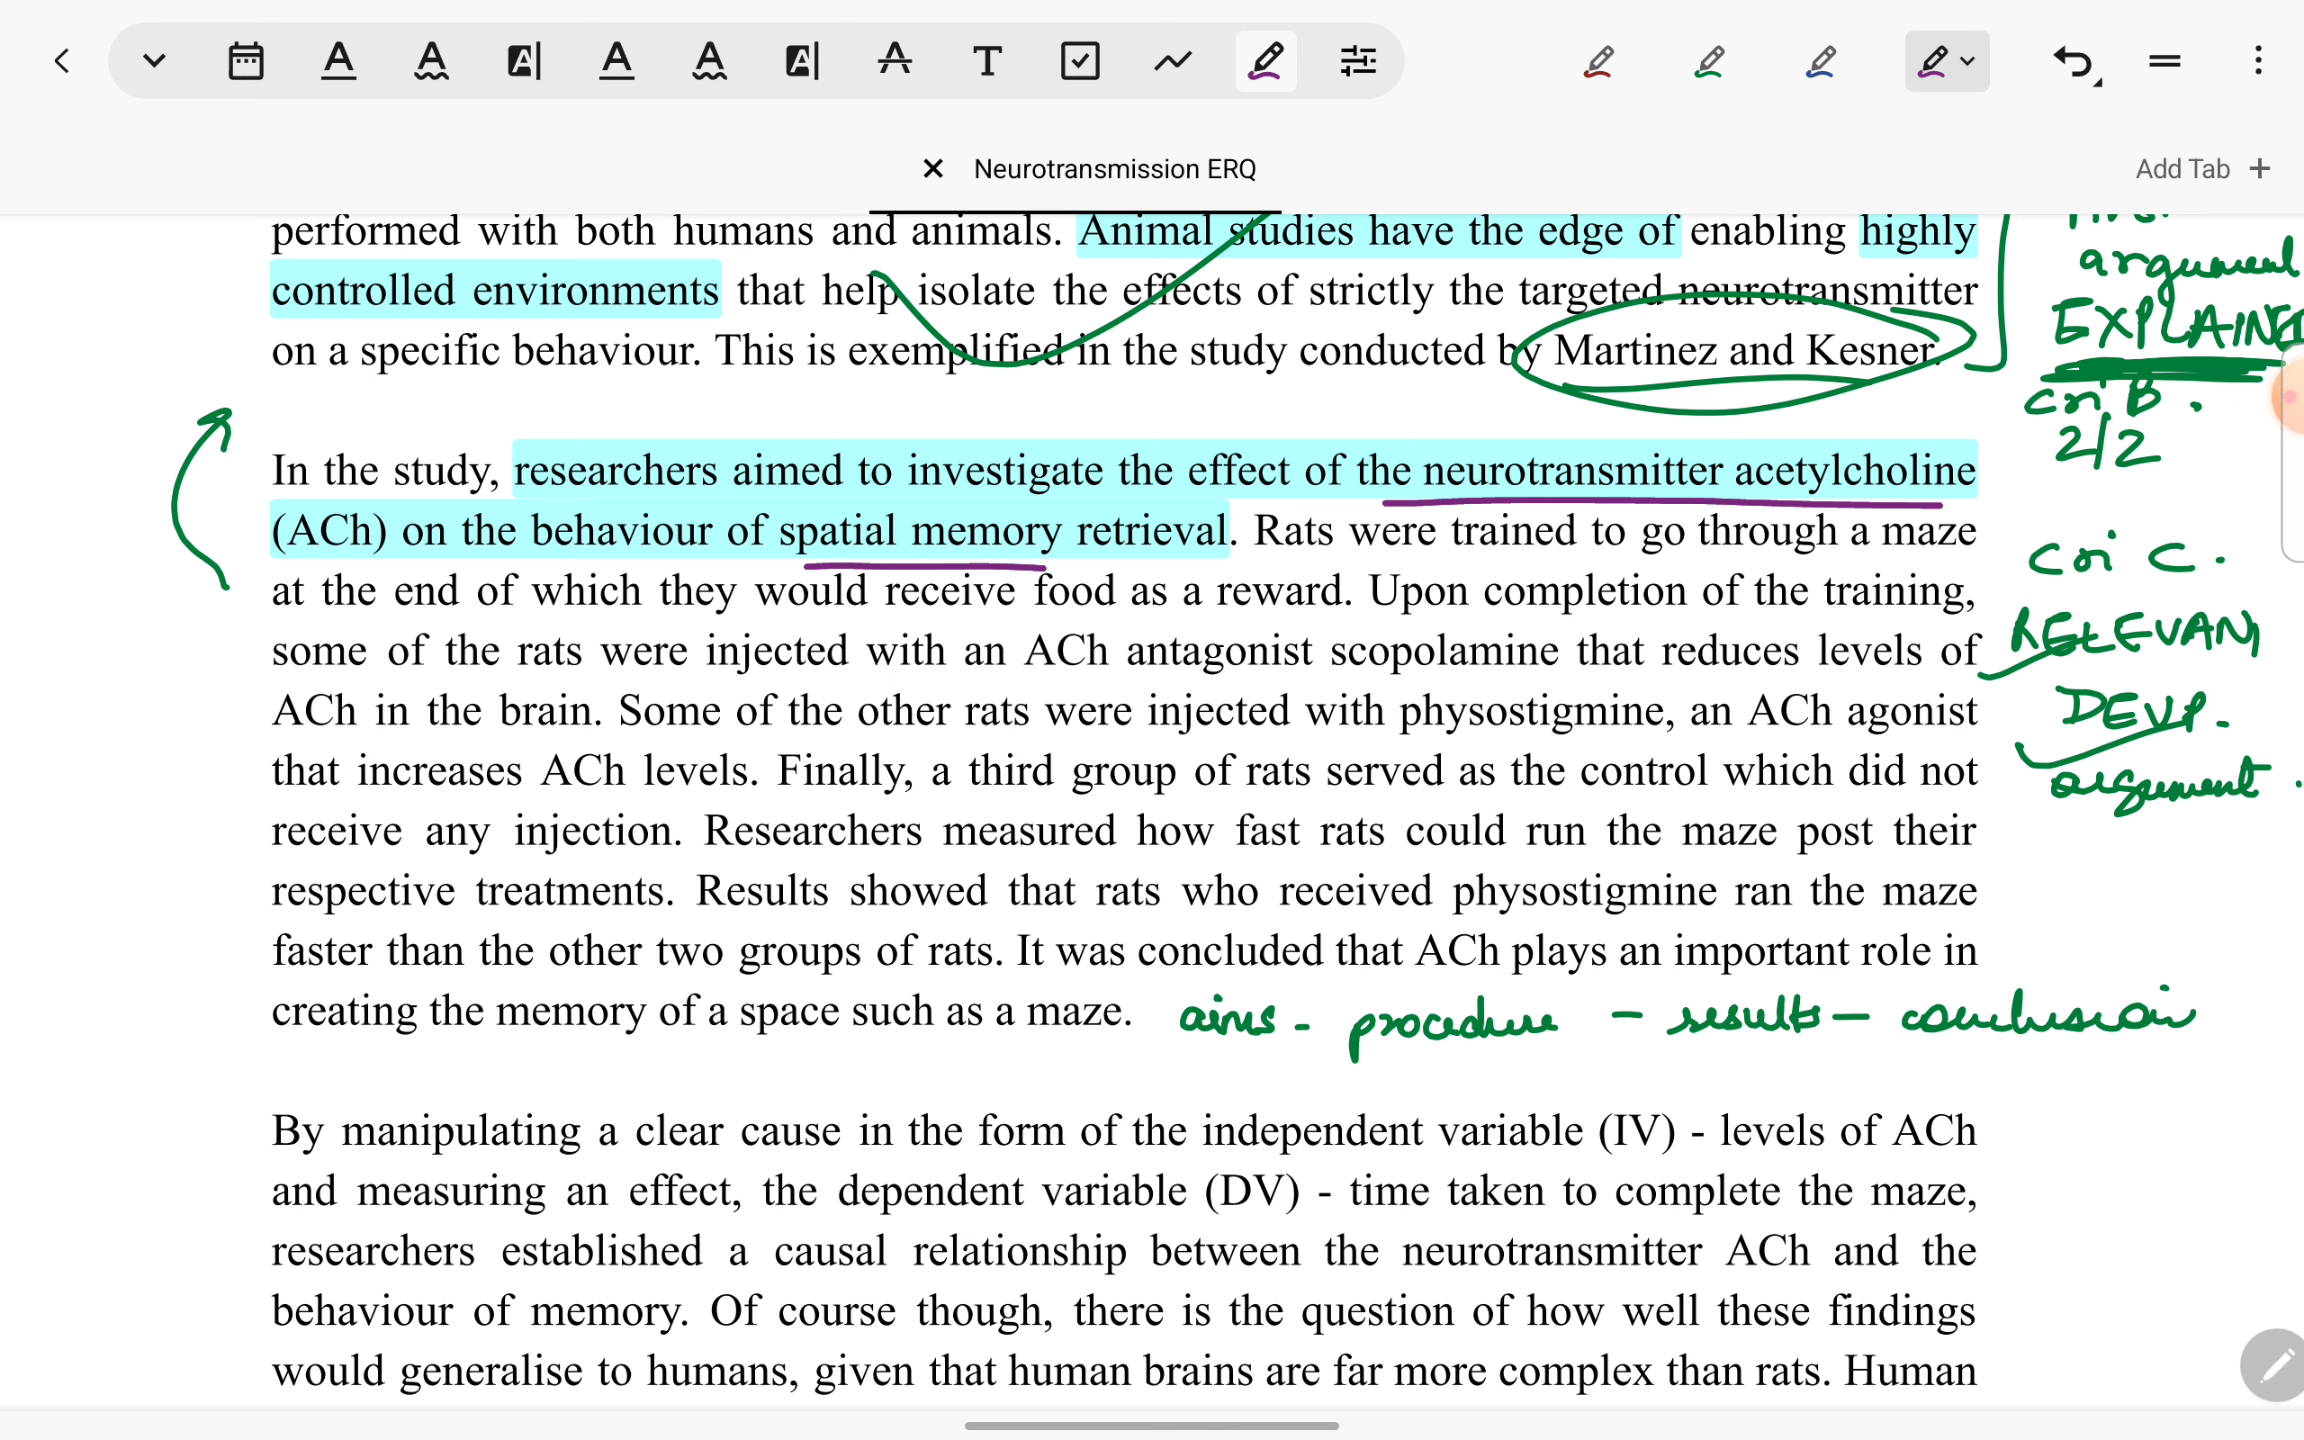 Neurotransmission ERQ
Add Tab
performed with both humans and animals. Animal studies have the edge of enabling highly
controlled environments that help isolate the effects of strictly the targeted neurotransmitter
on a specific behaviour. This is exemplified in the study conducted by Martinez and Kesner.
argument
EXPLAINED
cri B.
2/2
In the study, researchers aimed to investigate the effect of the neurotransmitter acetylcholine
(ACh) on the behaviour of spatial memory retrieval. Rats were trained to go through a maze
at the end of which they would receive food as a reward. Upon completion of the training,
some of the rats were injected with an ACh antagonist scopolamine that reduces levels of
ACh in the brain. Some of the other rats were injected with physostigmine, an ACh agonist
that increases ACh levels. Finally, a third group of rats served as the control which did not
receive any injection. Researchers measured how fast rats could run the maze post their
respective treatments. Results showed that rats who received physostigmine ran the maze
faster than the other two groups of rats. It was concluded that ACh plays an important role in
creating the memory of a space such as a maze.
cri C.
RELEVANT
DEVP.
argument.
aims - procedure - results - conclusion
By manipulating a clear cause in the form of the independent variable (IV) - levels of ACh
and measuring an effect, the dependent variable (DV) - time taken to complete the maze,
researchers established a causal relationship between the neurotransmitter ACh and the
behaviour of memory. Of course though, there is the question of how well these findings
would generalise to humans, given that human brains are far more complex than rats. Human